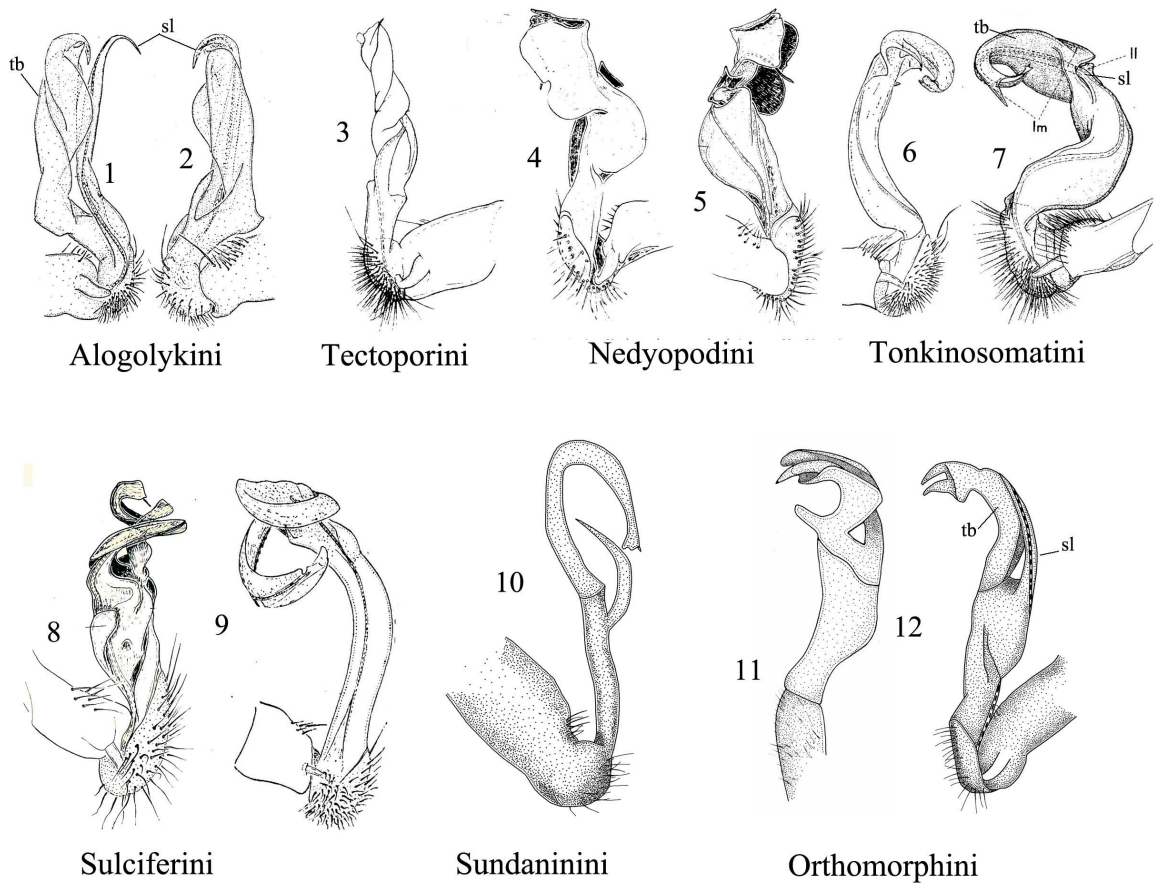 sl
tb
1
2
3
4
5
6
tb
ll
sl
lm
7
Alogolykini
Tectoporini
Nedyopodini
Tonkinosomatini
8
9
10
11
12
tb
sl
Sulciferini
Sundaninini
Orthomorphini